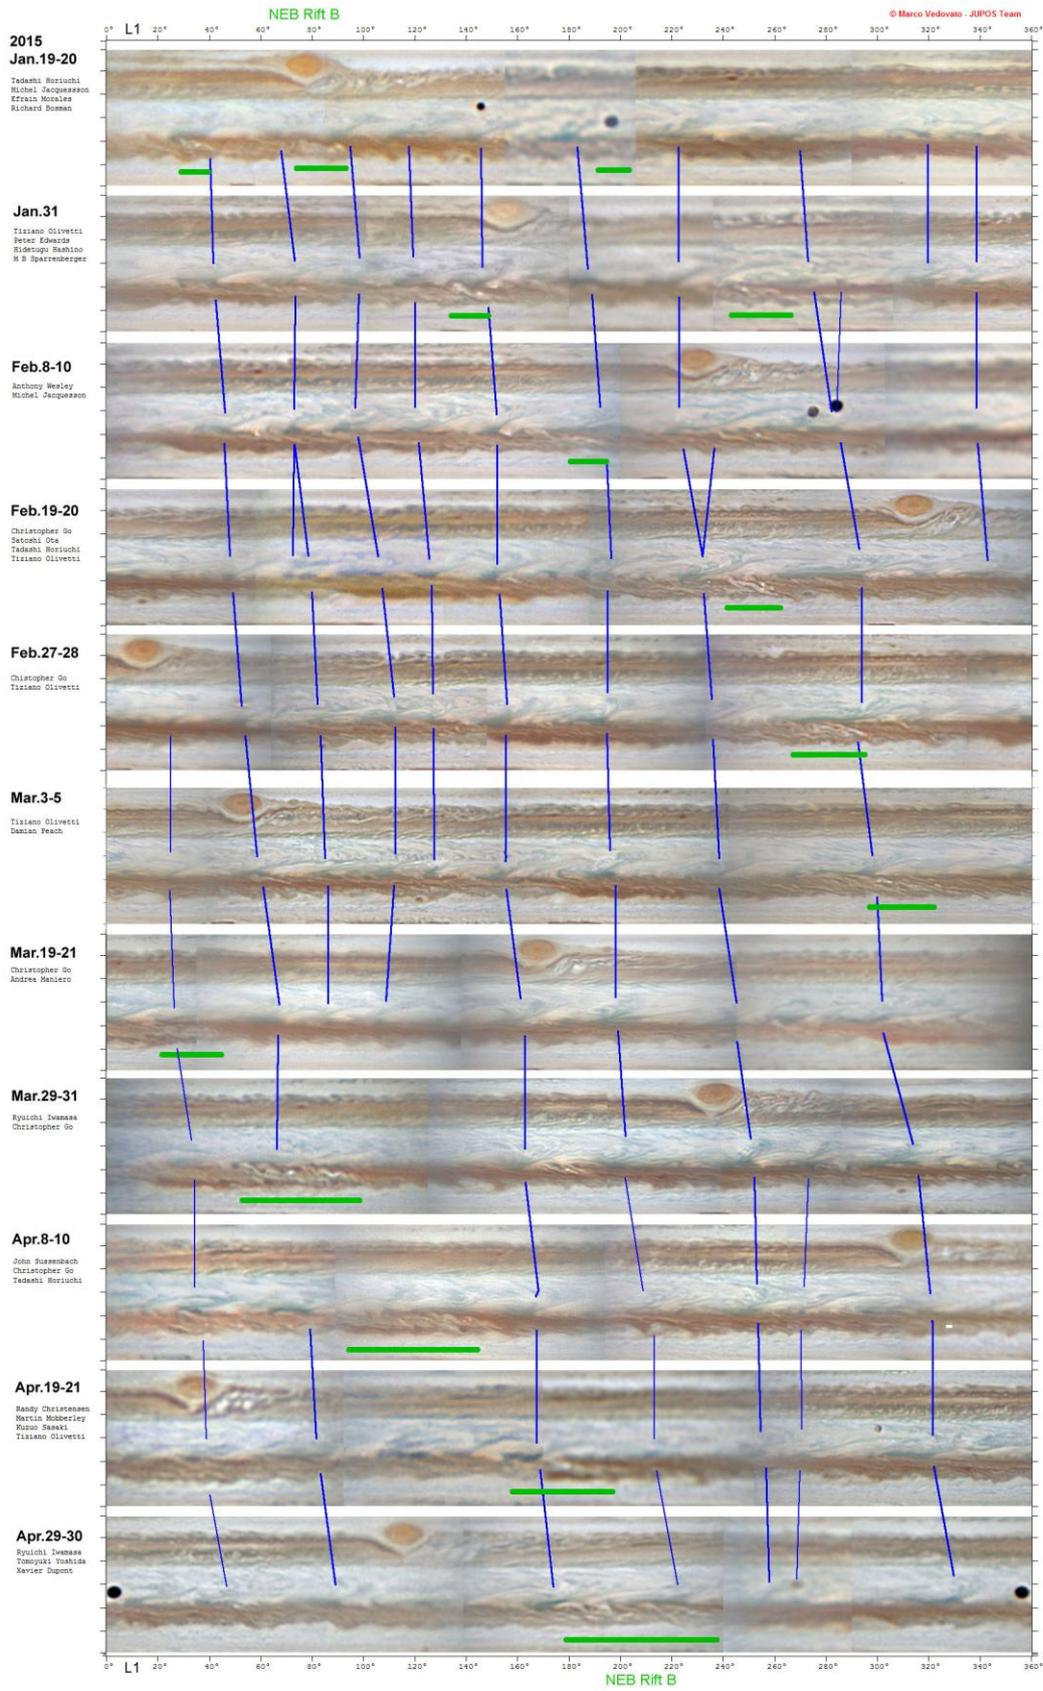 NEB Rift B
© Marco Vedovato - JUPOS Team
L1
0° 20° 40° 60° 80° 100° 120° 140° 160° 180° 200° 220° 240° 260° 280° 300° 320° 340° 360°
2015
Jan.19-20
Tadashi Horiuchi
Michel Jacquesson
Efrain Morales
Richard Bosman
Jan.31
Tiziano Olivetti
Peter Edwards
Hidetugu Hashino
M B Sparrenberger
Feb.8-10
Anthony Wesley
Michel Jacquesson
Feb.19-20
Christopher Go
Satoshi Ota
Tadashi Horiuchi
Tiziano Olivetti
Feb.27-28
Chistopher Go
Tiziano Olivetti
Mar.3-5
Tiziano Olivetti
Damian Peach
Mar.19-21
Christopher Go
Andrea Maniero
Mar.29-31
Ryuichi Iwamasa
Christopher Go
Apr.8-10
John Sussenbach
Christopher Go
Tadashi Horiuchi
Apr.19-21
Randy Christensen
Martin Mobberley
Kuzuo Sasaki
Tiziano Olivetti
Apr.29-30
Ryuichi Iwamasa
Tomoyuki Yoshida
Xavier Dupont
L1
0° 20° 40° 60° 80° 100° 120° 140° 160° 180° 200° 220° 240° 260° 280° 300° 320° 340° 360°
NEB Rift B